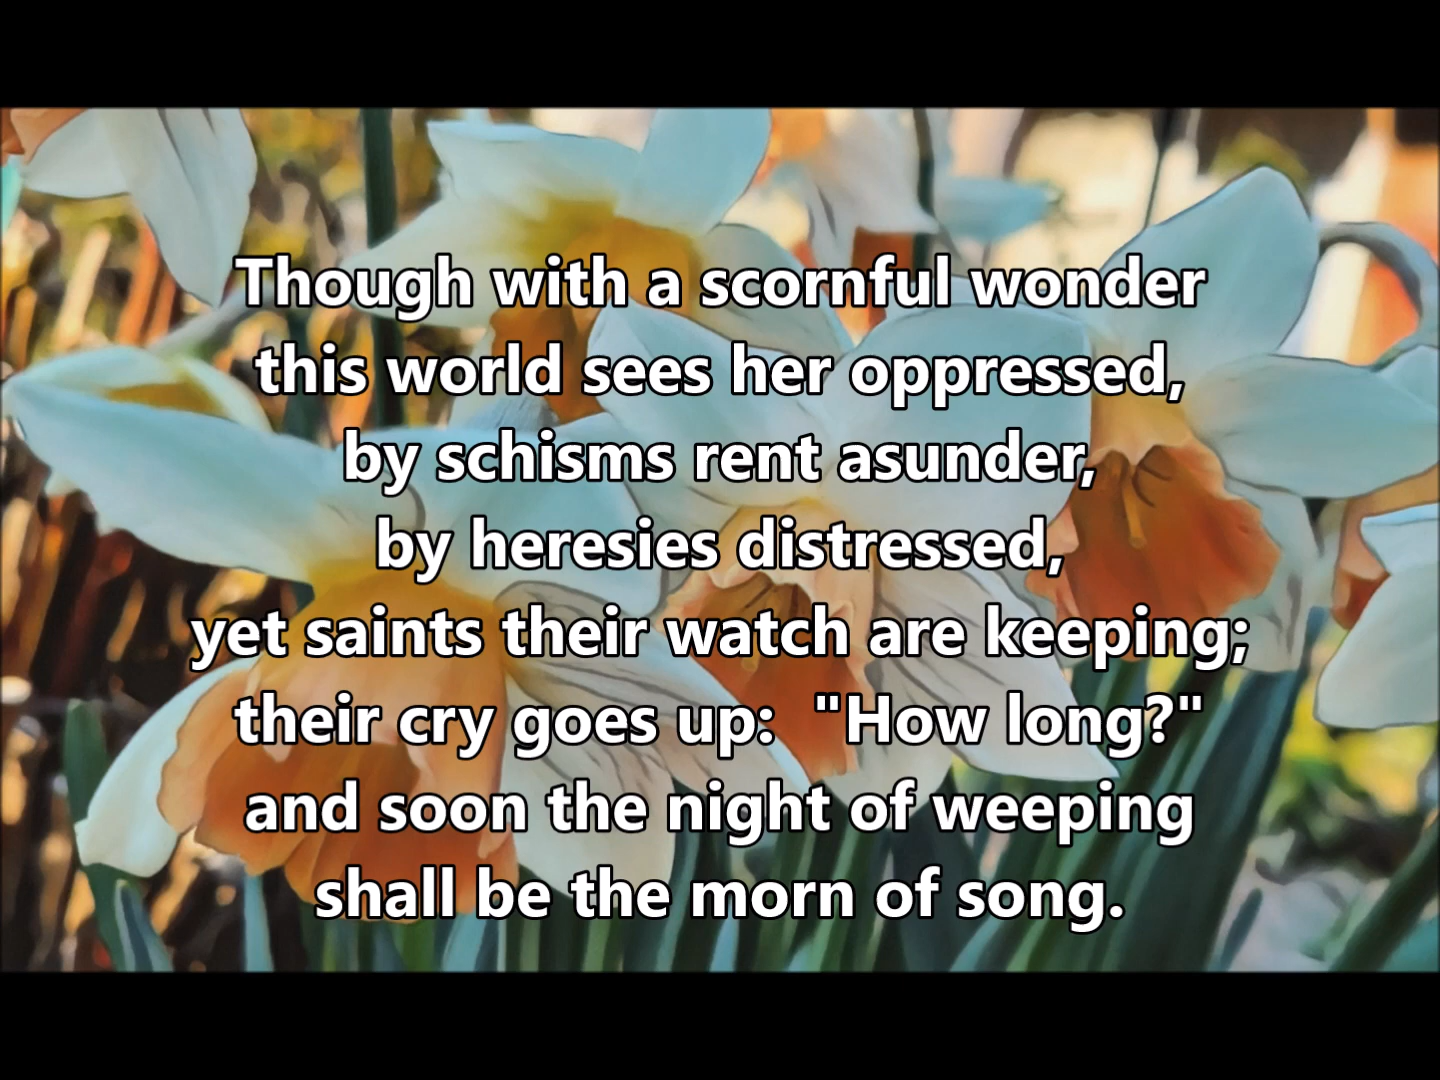 Though with a scornful wonder
this world sees her oppressed,
by schisms rent asunder,
by heresies distressed,
yet saints their watch are keeping;
their cry goes up:  "How long?"
and soon the night of weeping
shall be the morn of song.